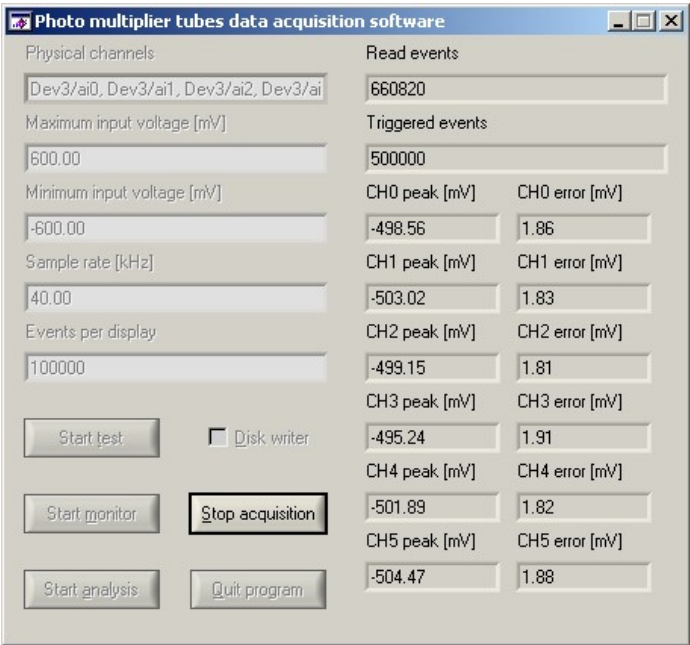 Photo multiplier tubes data acquisition software
Physical channels
Dev3/ai0, Dev3/ai1, Dev3/ai2, Dev3/ai
Maximum input voltage [mV]
600.00
Minimum input voltage [mV]
-600.00
Sample rate [kHz]
40.00
Events per display
100000
Start test
Disk writer
Start monitor
Stop acquisition
Start analysis
Quit program
Read events
660820
Triggered events
500000
CH0 peak [mV] CH0 error [mV]
-498.56 1.86
CH1 peak [mV] CH1 error [mV]
-503.02 1.83
CH2 peak [mV] CH2 error [mV]
-499.15 1.81
CH3 peak [mV] CH3 error [mV]
-495.24 1.91
CH4 peak [mV] CH4 error [mV]
-501.89 1.82
CH5 peak [mV] CH5 error [mV]
-504.47 1.88